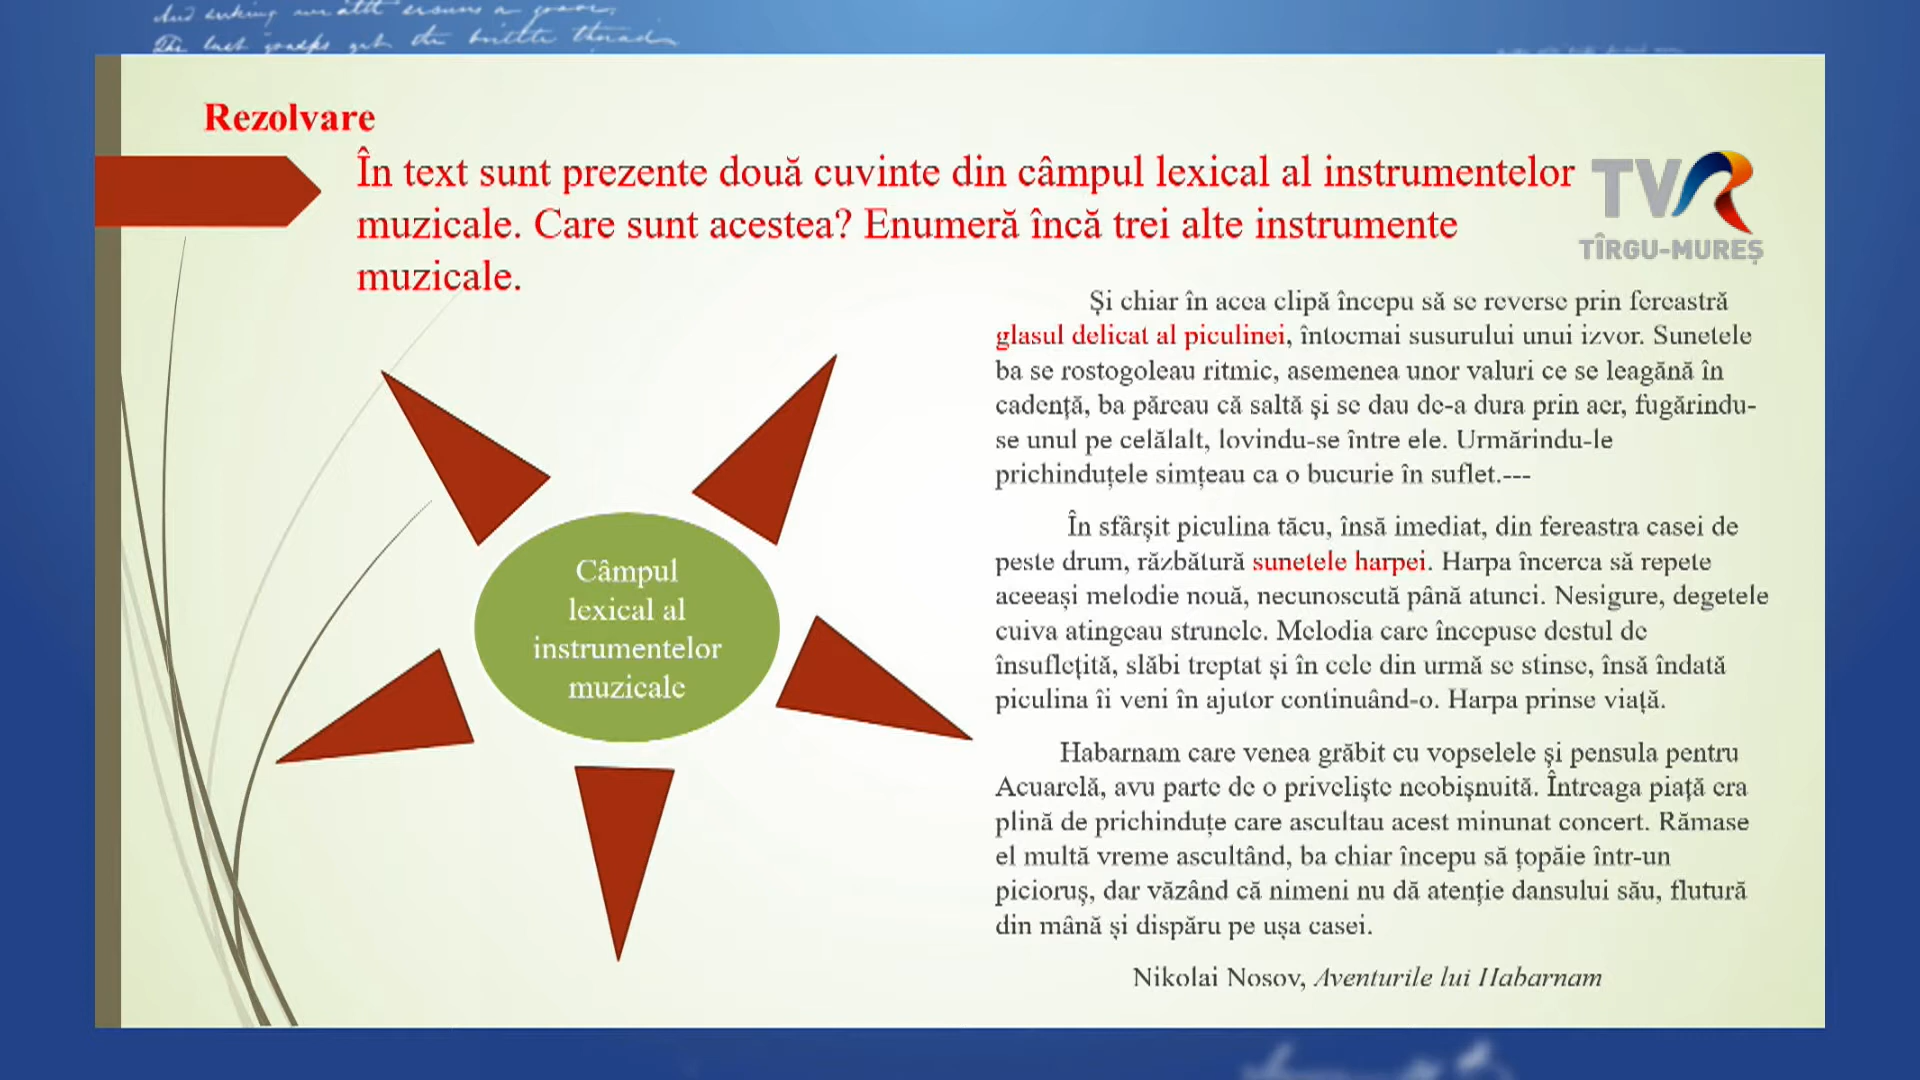 And seeking
The last goodbye got the brittle thread
Rezolvare
În text sunt prezente două cuvinte din câmpul lexical al instrumentelor
muzicale. Care sunt acestea? Enumeră încă trei alte instrumente
muzicale.
TVR
TÎRGU-MUREȘ
Și chiar în acea clipă începu să se reverse prin fereastră
glasul delicat al piculinei, întocmai susurului unui izvor. Sunetele
ba se rostogoleau ritmic, asemenea unor valuri ce se leagănă în
cadență, ba păreau că saltă și se dau de-a dura prin aer, fugărindu-
se unul pe celălalt, lovindu-se între ele. Urmărindu-le
prichinduțele simțeau ca o bucurie în suflet.---
În sfârșit piculina tăcu, însă imediat, din fereastra casei de
peste drum, răzbătură sunetele harpei. Harpa încerca să repete
aceeași melodie nouă, necunoscută până atunci. Nesigure, degetele
cuiva atingeau strunele. Melodia care începuse destul de
însuflețită, slăbi treptat și în cele din urmă se stinse, însă îndată
piculina îi veni în ajutor continuând-o. Harpa prinse viață.
Habarnam care venea grăbit cu vopselele și pensula pentru
Acuarelă, avu parte de o priveliște neobișnuită. Întreaga piață era
plină de prichinduțe care ascultau acest minunat concert. Rămase
el multă vreme ascultând, ba chiar începu să țopăie într-un
picioruș, dar văzând că nimeni nu dă atenție dansului său, flutură
din mână și dispăru pe ușa casei.
Nikolai Nosov, Aventurile lui Habarnam
Câmpul
lexical al
instrumentelor
muzicale